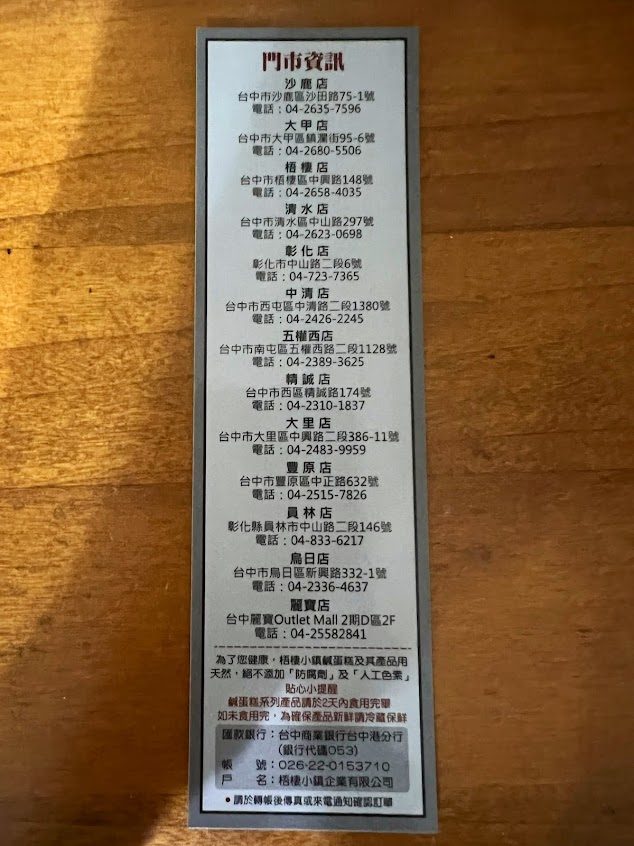 門市資訊
沙鹿店
台中市沙鹿區沙田路75-1號
電話：04-2635-7596
大甲店
台中市大甲區鎮瀾街95-6號
電話：04-2680-5506
梧棲店
台中市梧棲區中興路148號
電話：04-2658-4035
清水店
台中市清水區中山路297號
電話：04-2623-0698
彰化店
彰化市中山路二段6號
電話：04-723-7365
中清店
台中市西屯區中清路二段1380號
電話：04-2426-2245
五權西店
台中市南屯區五權西路二段1128號
電話：04-2389-3625
精誠店
台中市西區精誠路174號
電話：04-2310-1837
大里店
台中市大里區中興路二段386-11號
電話：04-2483-9959
豐原店
台中市豐原區中正路632號
電話：04-2515-7826
員林店
彰化縣員林市中山路二段146號
電話：04-833-6217
烏日店
台中市烏日區新興路332-1號
電話：04-2336-4637
麗寶店
台中麗寶Outlet Mall 2期D區2F
電話：04-25582841
為了您健康，梧棲小鎮鹹蛋糕及其產品用
天然，絕不添加「防腐劑」及「人工色素」
貼心小提醒
鹹蛋糕系列產品請於2天內食用完畢
如未食用完，為確保產品新鮮請冷藏保鮮
匯款銀行：台中商業銀行台中港分行
(銀行代碼053)
帳　　號：026-22-0153710
戶　　名：梧棲小鎮企業有限公司
●請於轉帳後傳真或來電通知確認訂單